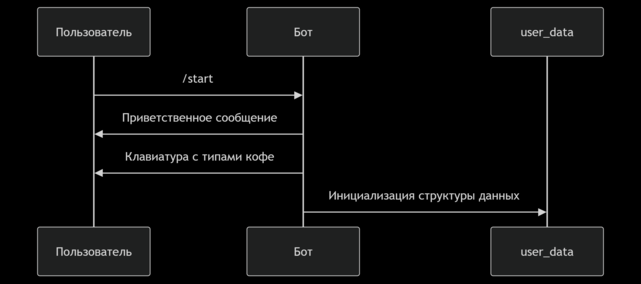 Пользователь
Бот
user_data
/start
Приветственное сообщение
Клавиатура с типами кофе
Инициализация структуры данных
Пользователь
Бот
user_data